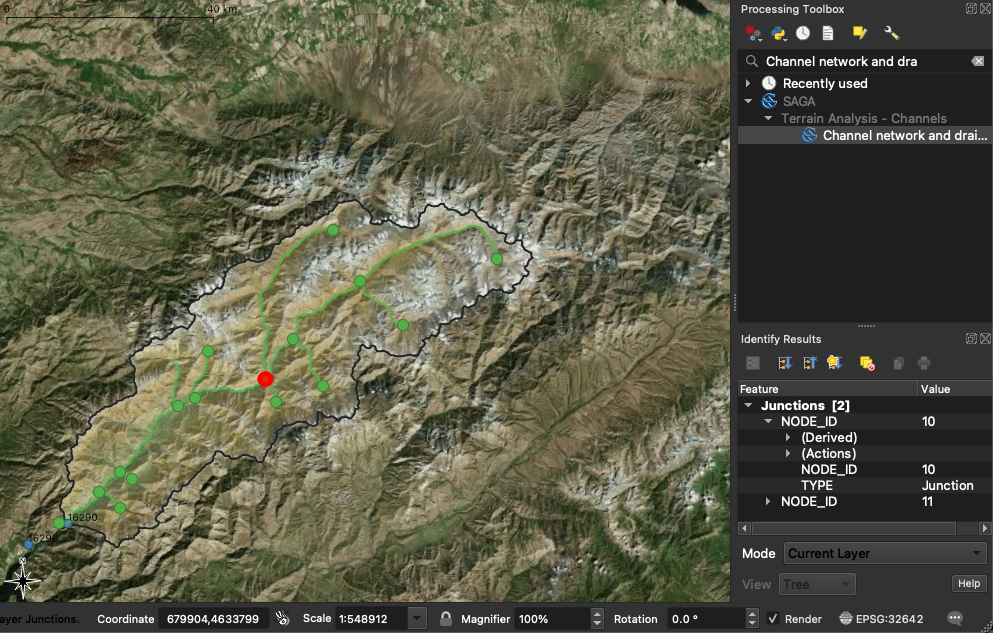 0 40 km
Processing Toolbox
Channel network and dra
Recently used
SAGA
Terrain Analysis - Channels
Channel network and drai...
Identify Results
Feature Value
Junctions [2]
NODE_ID 10
(Derived)
(Actions)
NODE_ID 10
TYPE Junction
NODE_ID 11
16290
Mode Current Layer
View Tree Help
ayer Junctions. Coordinate 679904,4633799 Scale 1:548912 Magnifier 100% Rotation 0.0 ° Render EPSG:32642